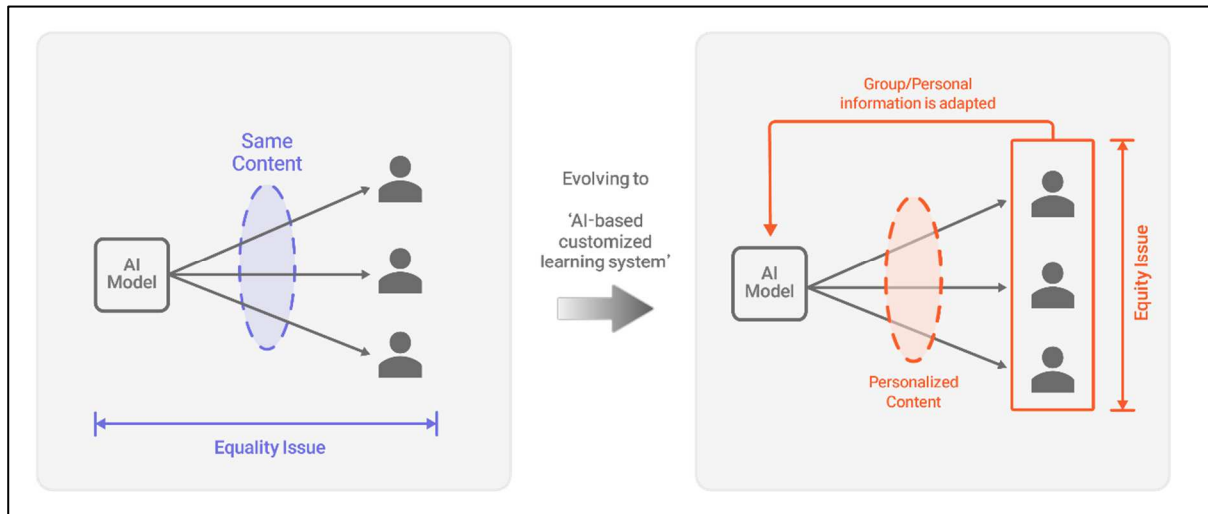 Same
Content
AI
Model
Equality Issue
Evolving to
‘AI-based
customized
learning system’
Group/Personal
information is adapted
AI
Model
Personalized
Content
Equity Issue